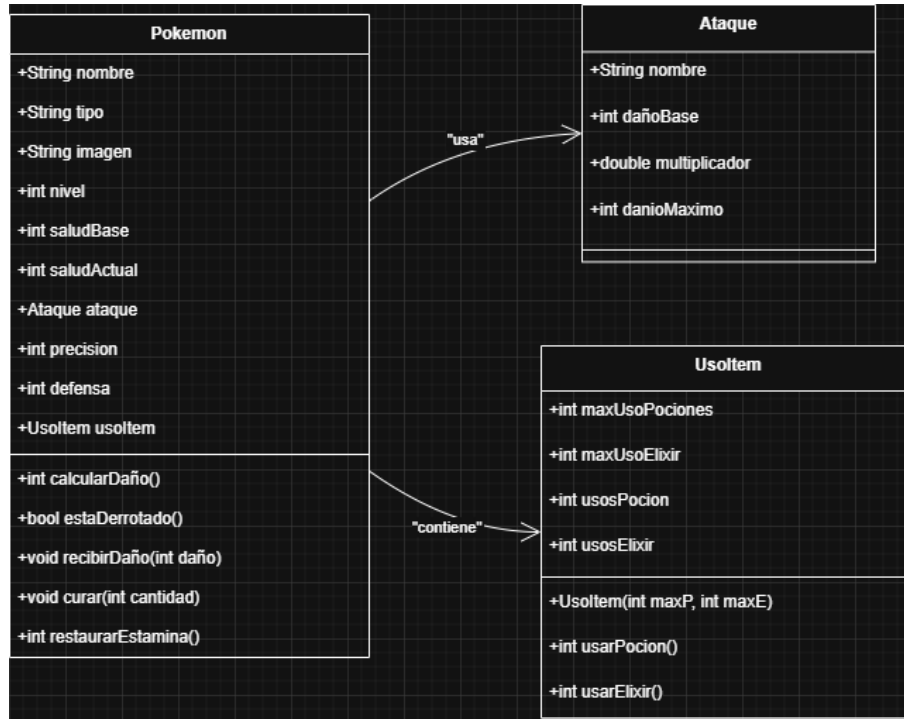 Pokemon
+String nombre
+String tipo
+String imagen
+int nivel
+int saludBase
+int saludActual
+Ataque ataque
+int precision
+int defensa
+UsoItem usoItem
+int calcularDaño()
+bool estaDerrotado()
+void recibirDaño(int daño)
+void curar(int cantidad)
+int restaurarEstamina()
"usa"
"contiene"
Ataque
+String nombre
+int dañoBase
+double multiplicador
+int danioMaximo
UsoItem
+int maxUsoPociones
+int maxUsoElixir
+int usosPocion
+int usosElixir
+UsoItem(int maxP, int maxE)
+int usarPocion()
+int usarElixir()